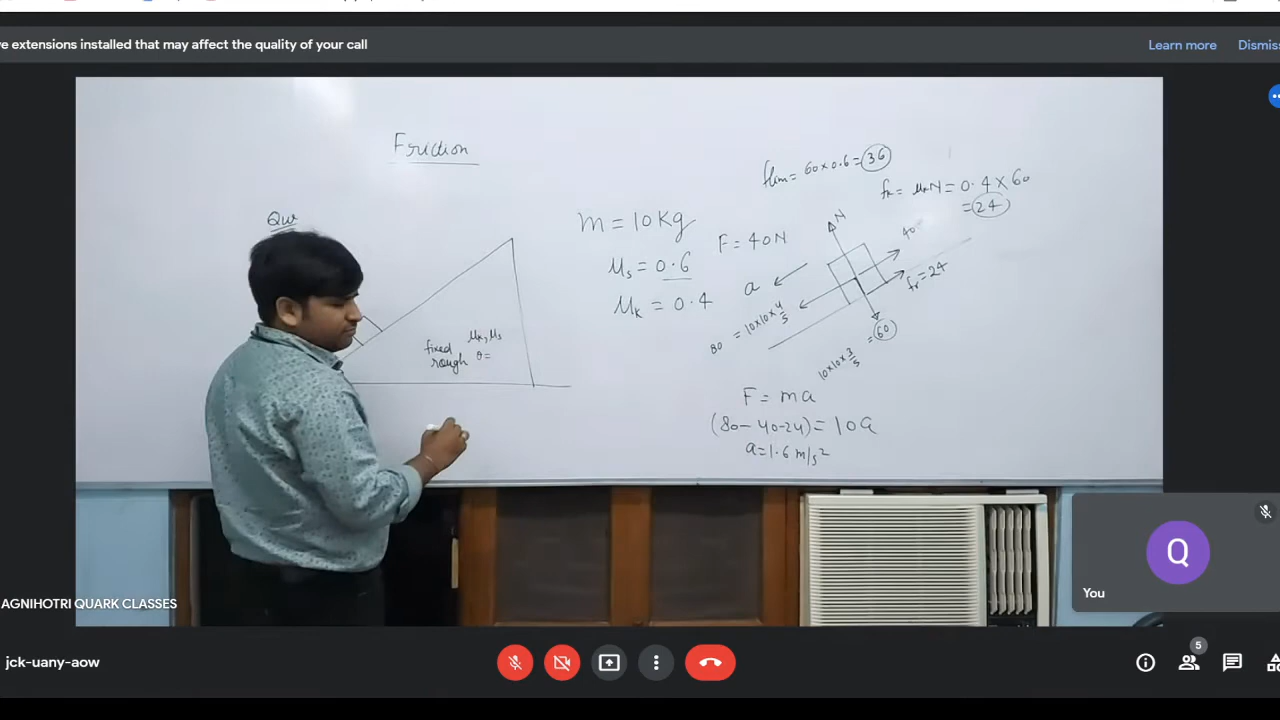 e extensions installed that may affect the quality of your call
Learn more
Dismiss
Friction
Qω
m = 10Kg
F = 40N
μs = 0.6
μk = 0.4
fixed
rough
μk, μs
θ=
flim = 60×0.6 = 36
fk = μkN = 0.4×60
= 24
N
40
fr = 24
a
80 = 10×10×4/5
10×10×3/5 = 60
F = ma
(80-40-24) = 10a
a=1.6 m/s²
AGNIHOTRI QUARK CLASSES
Q
You
jck-uany-aow
5